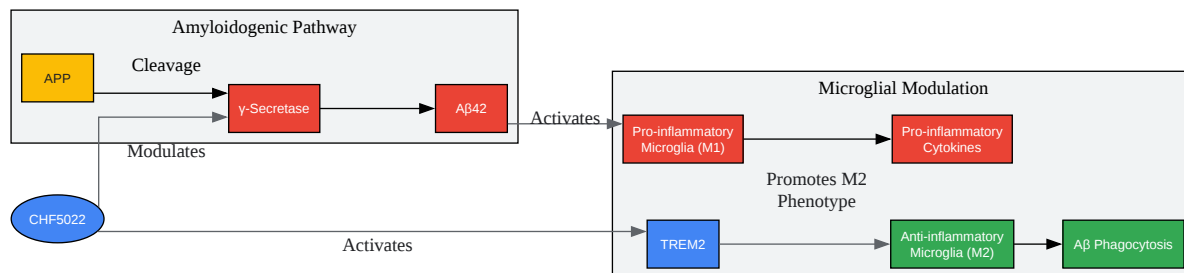 Amyloidogenic Pathway
APP
Cleavage
γ-Secretase
Aβ42
Modulates
CHF5022
Activates
Microglial Modulation
Pro-inflammatory
Microglia (M1)
Pro-inflammatory
Cytokines
Promotes M2
Phenotype
Activates
TREM2
Anti-inflammatory
Microglia (M2)
Aβ Phagocytosis